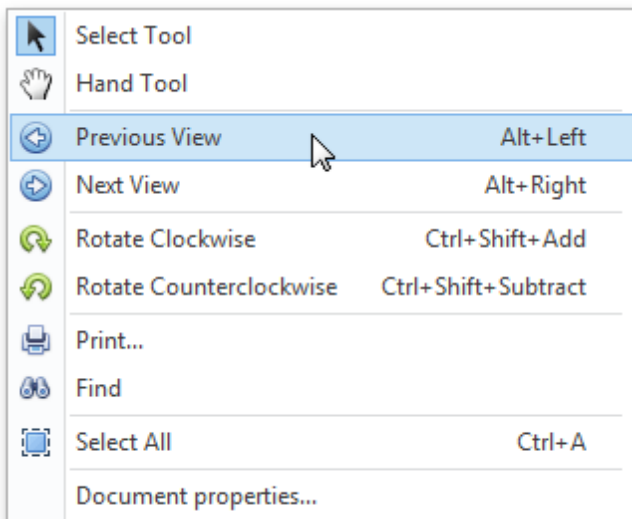 Select Tool
Hand Tool
Previous View Alt+Left
Next View Alt+Right
Rotate Clockwise Ctrl+Shift+Add
Rotate Counterclockwise Ctrl+Shift+Subtract
Print...
Find
Select All Ctrl+A
Document properties...